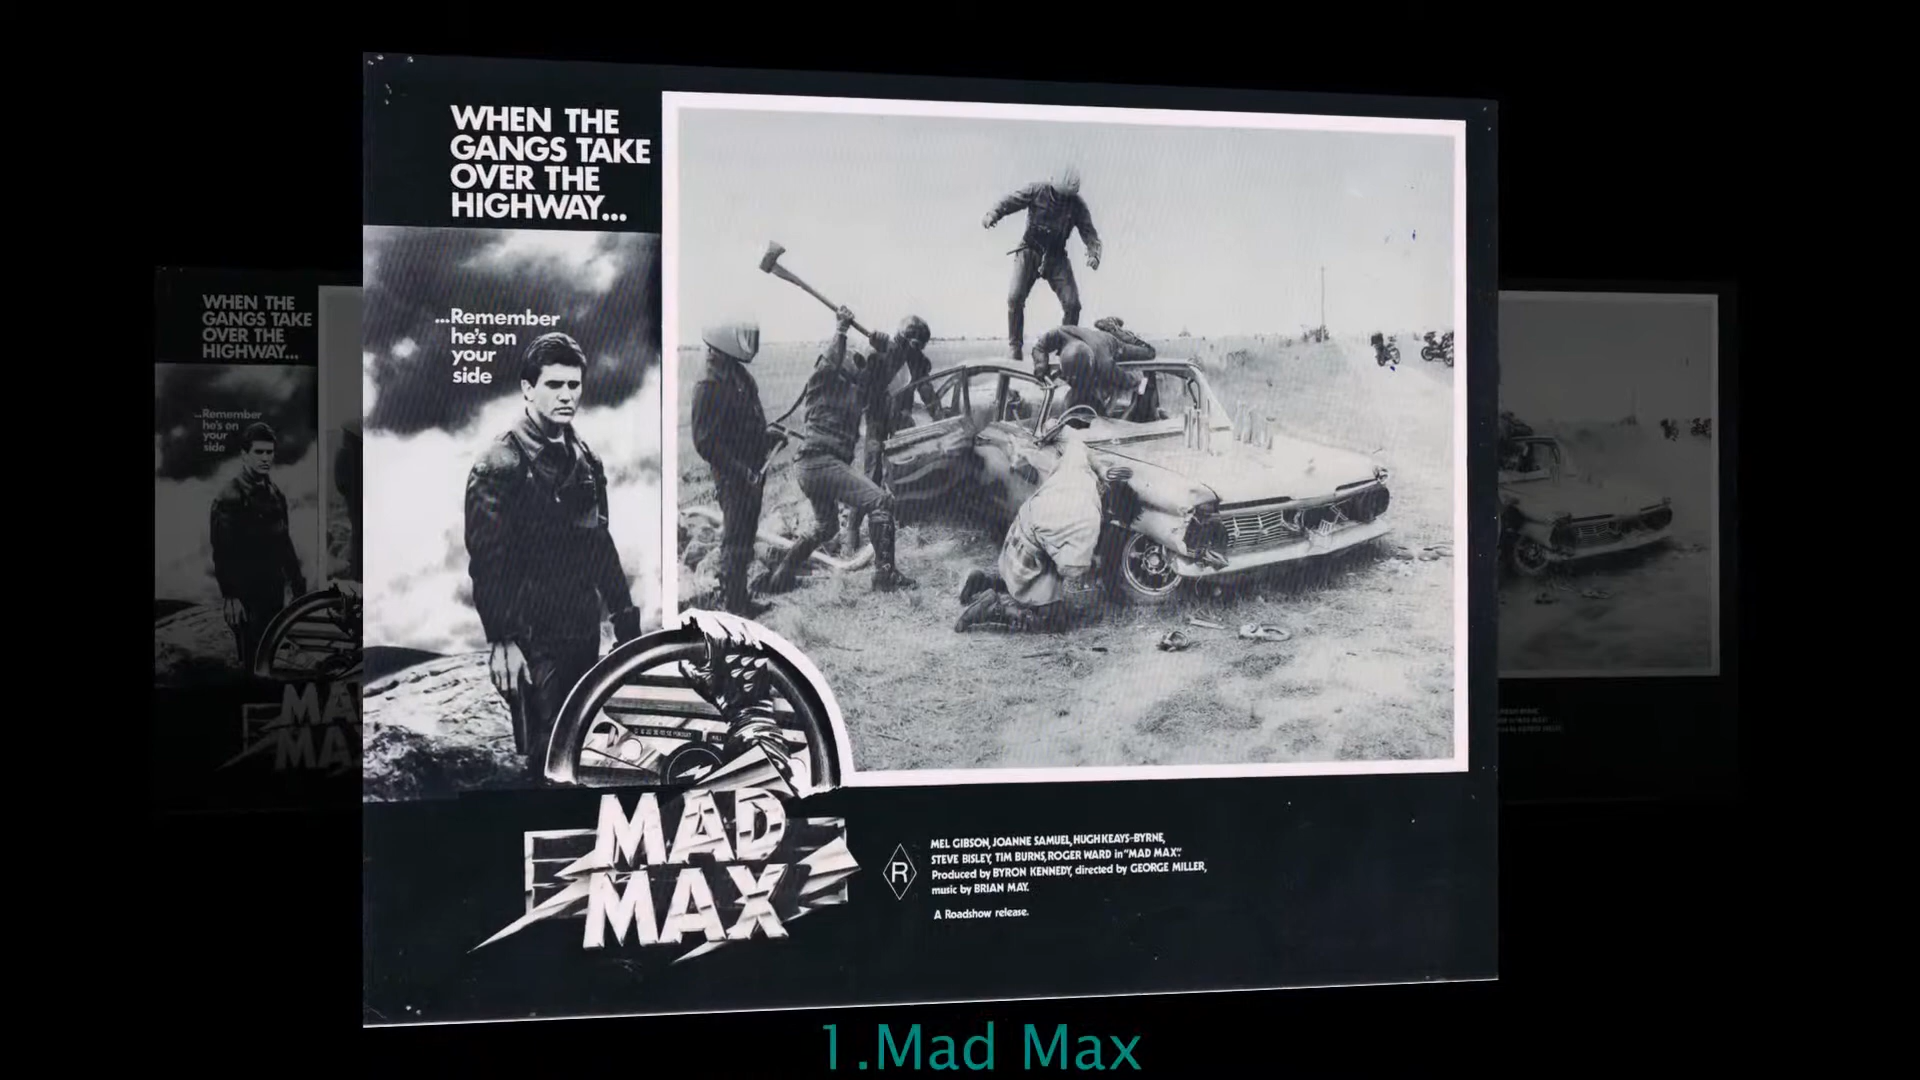 WHEN THE
GANGS TAKE
OVER THE
HIGHWAY...
...Remember
he's on
your
side
MAD
MAX
R
MEL GIBSON, JOANNE SAMUEL, HUGH KEAYS-BYRNE,
STEVE BISLEY, TIM BURNS, ROGER WARD in "MAD MAX".
Produced by BYRON KENNEDY, directed by GEORGE MILLER,
music by BRIAN MAY.
A Roadshow release.
WHEN THE
GANGS TAKE
OVER THE
HIGHWAY...
...Remember
he's on
your
side
1.Mad Max